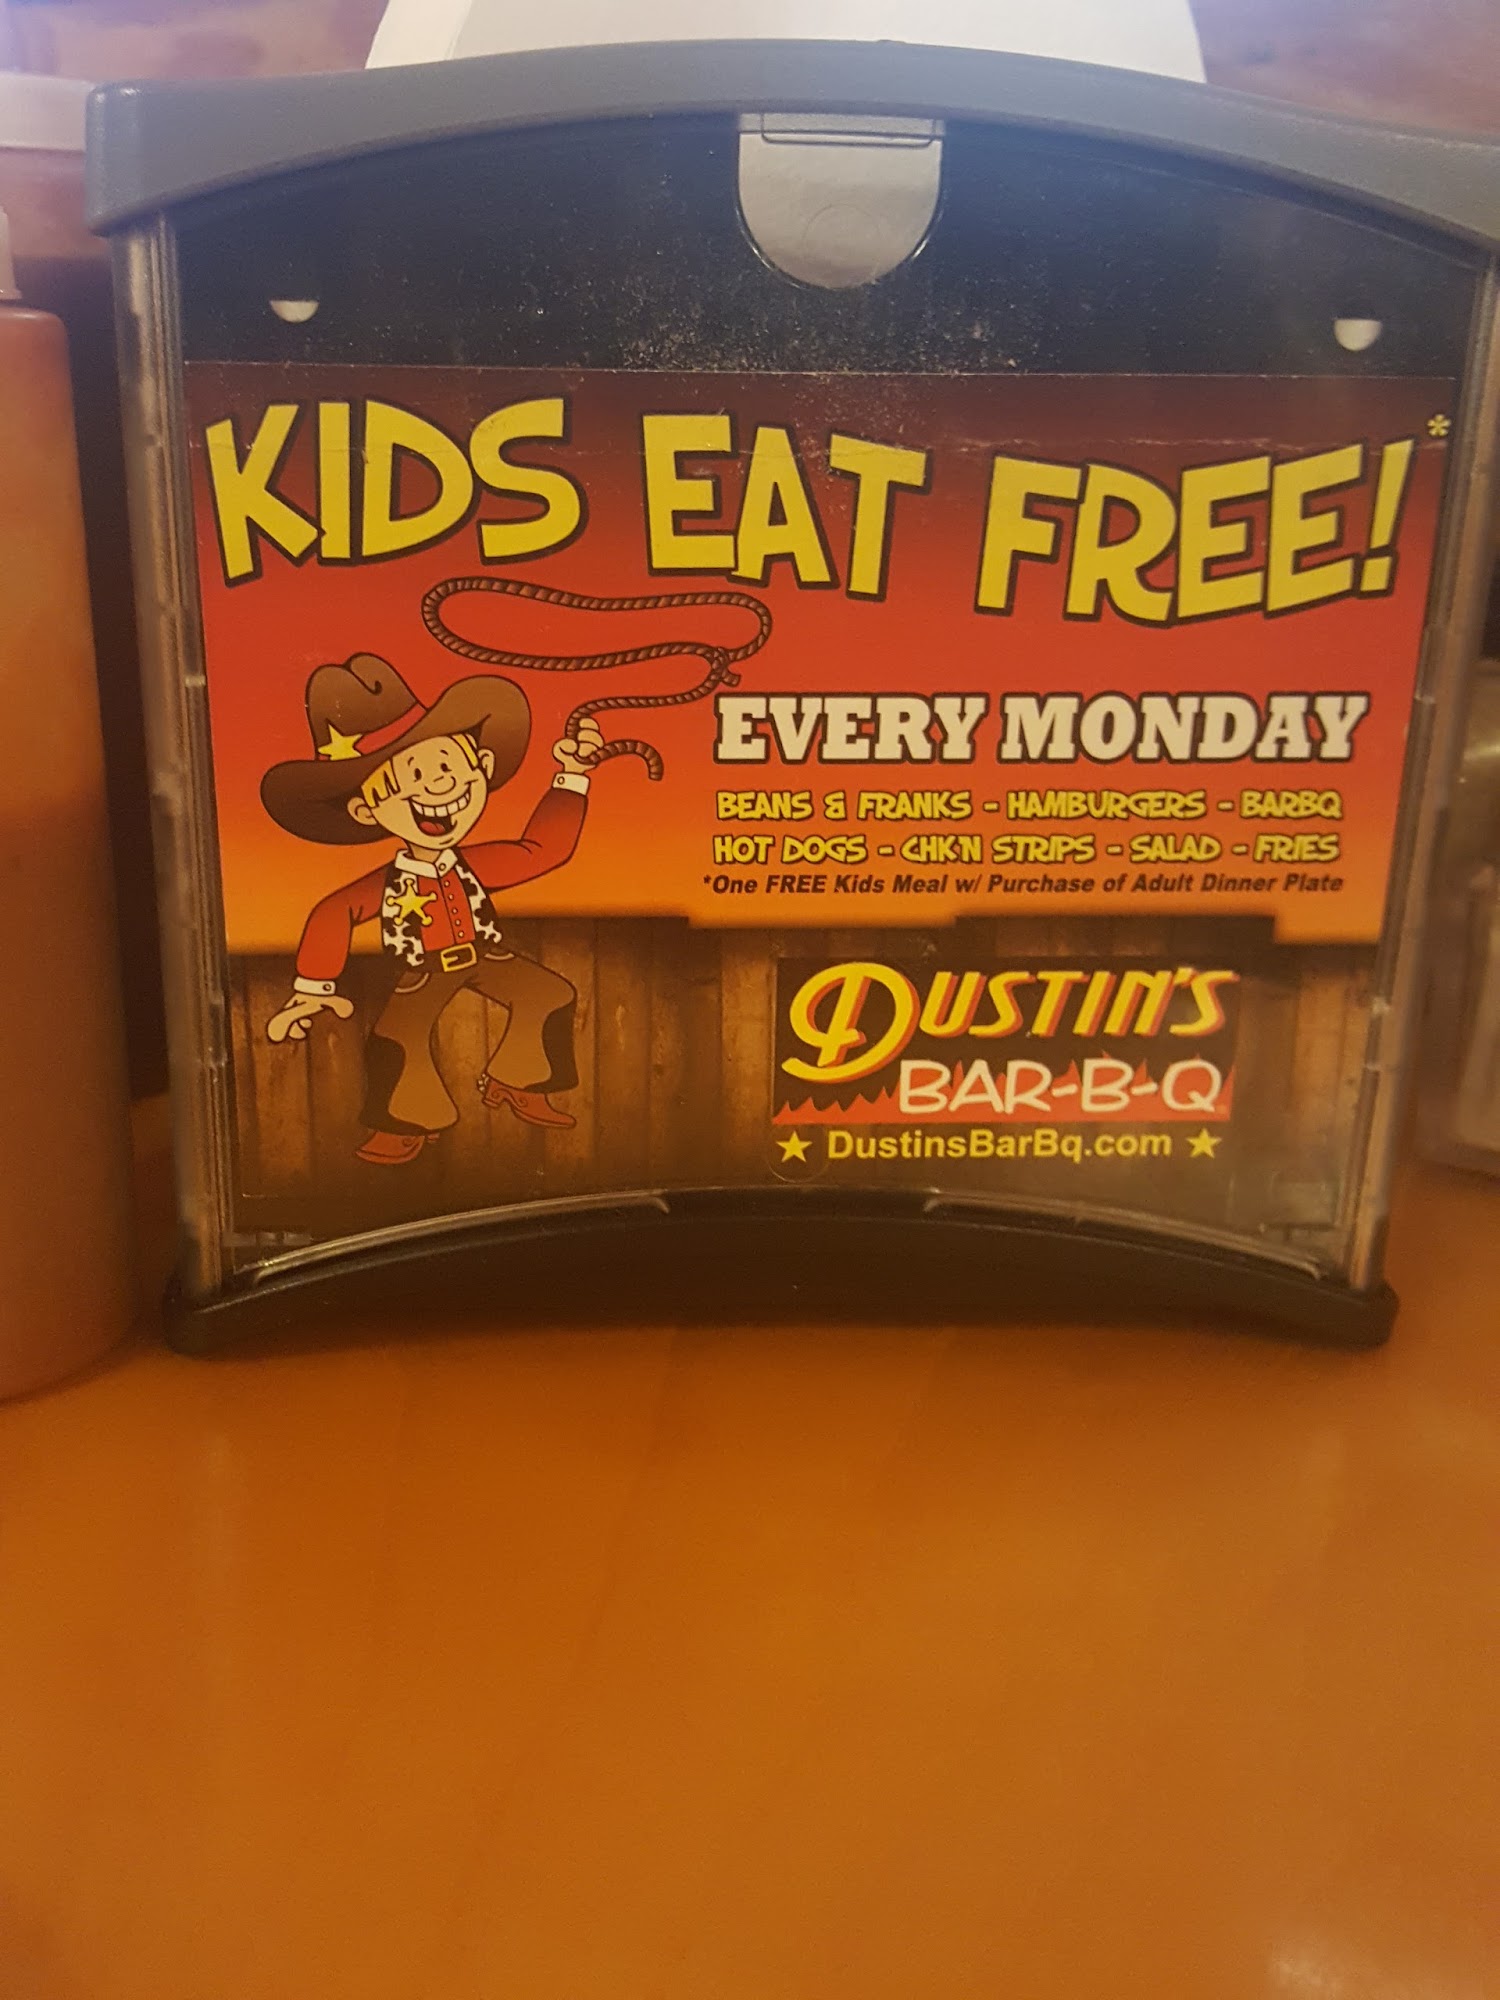 KIDS EAT FREE!*
EVERY MONDAY
BEANS & FRANKS - HAMBURGERS - BARBQ
HOT DOGS - CHK'N STRIPS - SALAD - FRIES
*One FREE Kids Meal w/ Purchase of Adult Dinner Plate
DUSTIN'S
BAR-B-Q
★ DustinsBarBq.com ★